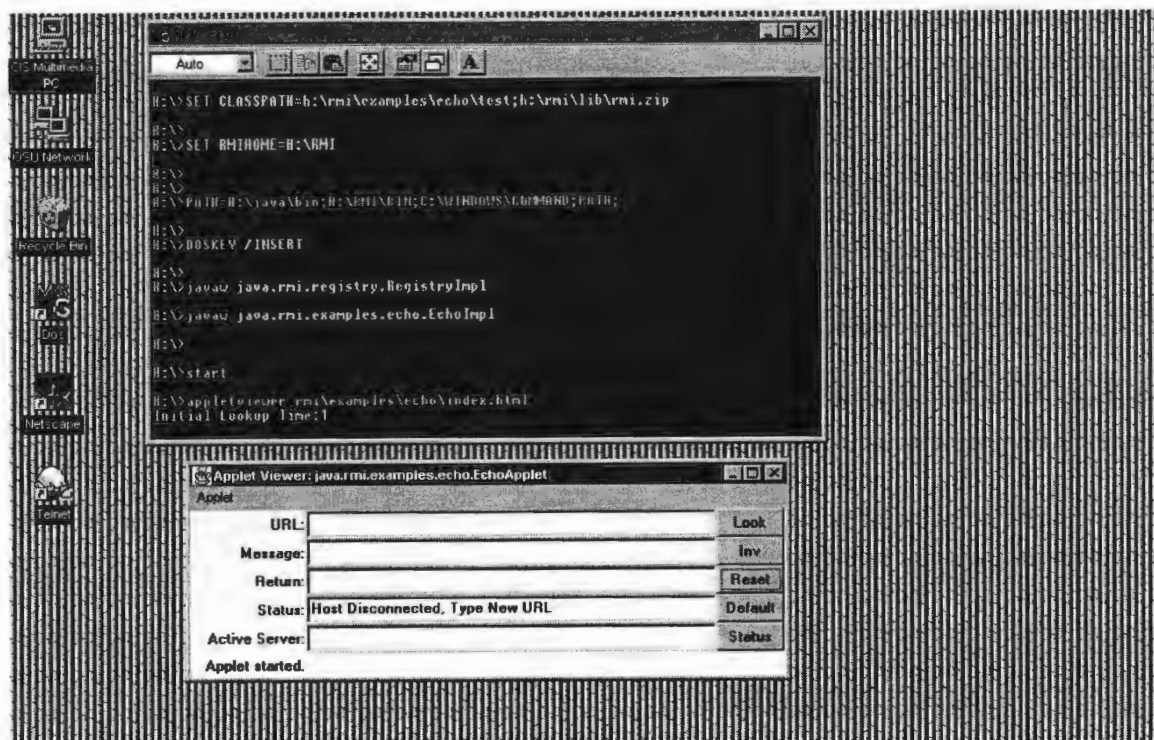 CIS Multimedia
PC
OSU Network
Recycle Bin
Netscape
Telnet
Auto
A
H:\>SET CLASSPATH=h:\rmi\examples\echo\test;h:\rmi\lib\rmi.zip
H:\>
H:\>SET RMIHOME=H:\RMI
H:\>
H:\>
H:\>PATH=H:\java\bin;H:\RMI\BIN;C:\WINDOWS\COMMAND;PATH;
H:\>
H:\>DOSKEY /INSERT
H:\>
H:\>javaw java.rmi.registry.RegistryImpl
H:\>javaw java.rmi.examples.echo.EchoImpl
H:\>
H:\>start
H:\>appletviewer rmi\examples\echo\index.html
Initial Lookup Time:1
Applet Viewer: java.rmi.examples.echo.EchoApplet
Applet
URL: Look
Message: Inv
Return: Reset
Status: Host Disconnected, Type New URL Default
Active Server: Status
Applet started.